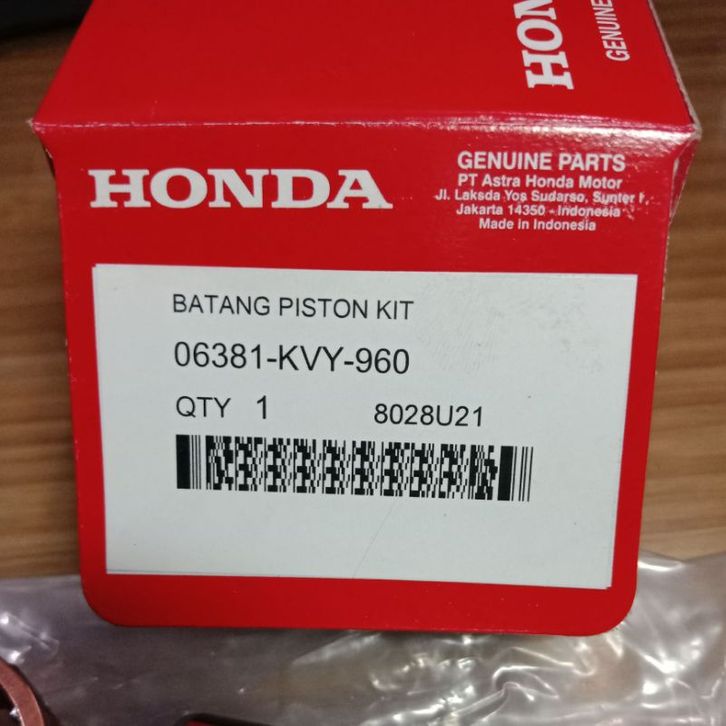 HON
GENUINE
HONDA
GENUINE PARTS
PT Astra Honda Motor
Jl. Laksda Yos Sudarso, Sunter I,
Jakarta 14350 - Indonesia
Made in Indonesia
BATANG PISTON KIT
06381-KVY-960
QTY 1 8028U21